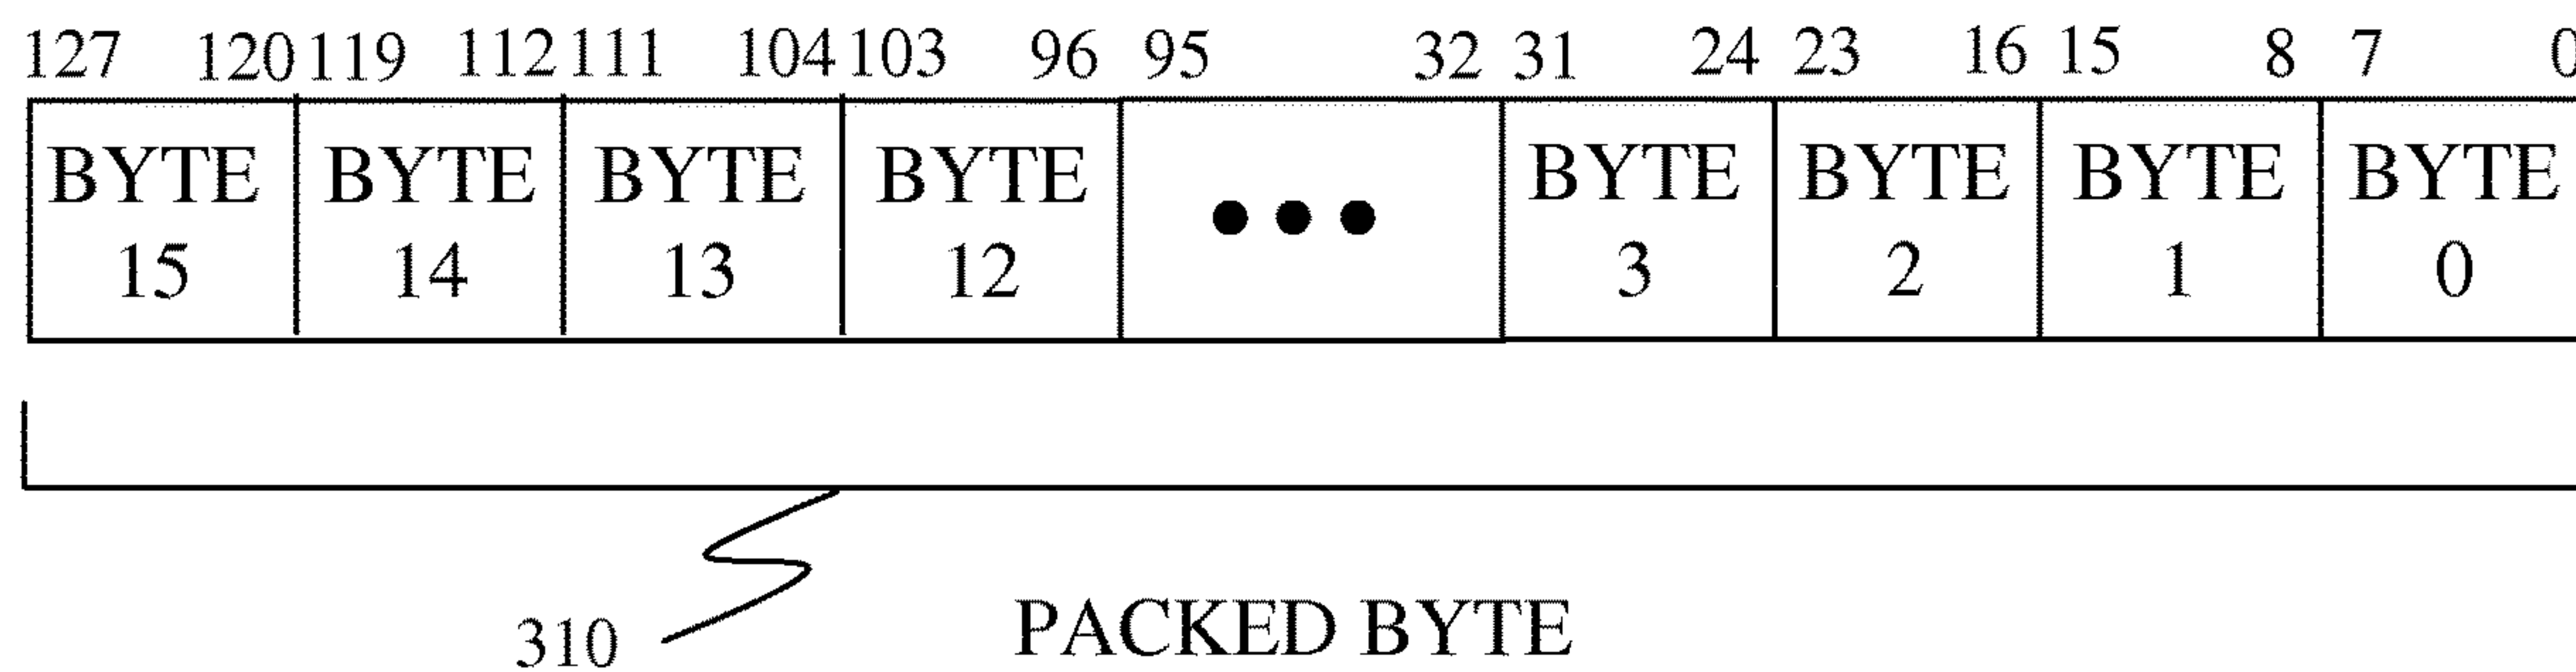 127 120 119 112 111 104 103 96 95 32 31 24 23 16 15 8 7 0
BYTE BYTE BYTE BYTE BYTE BYTE BYTE BYTE
15 14 13 12 ••• 3 2 1 0
310 PACKED BYTE